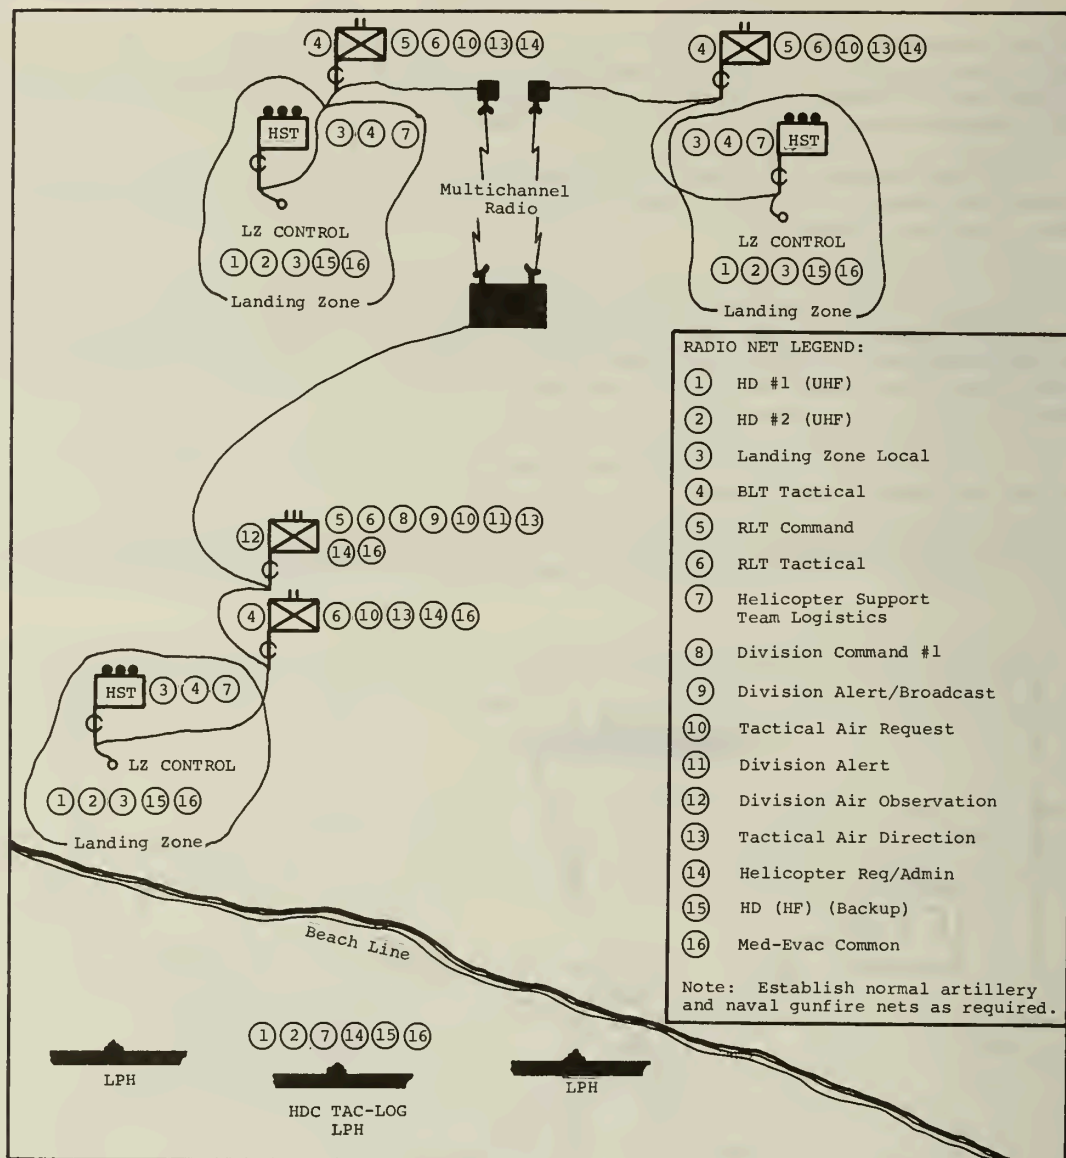 4 5 6 10 13 14
4 5 6 10 13 14
HST 3 4 7
3 4 7 HST
Multichannel
Radio
LZ CONTROL
1 2 3 15 16
Landing Zone
LZ CONTROL
1 2 3 15 16
Landing Zone
RADIO NET LEGEND:
1 HD #1 (UHF)
2 HD #2 (UHF)
3 Landing Zone Local
4 BLT Tactical
5 RLT Command
6 RLT Tactical
7 Helicopter Support
Team Logistics
8 Division Command #1
9 Division Alert/Broadcast
10 Tactical Air Request
11 Division Alert
12 Division Air Observation
13 Tactical Air Direction
14 Helicopter Req/Admin
15 HD (HF) (Backup)
16 Med-Evac Common
Note: Establish normal artillery
and naval gunfire nets as required.
12 5 6 8 9 10 11 13
14 16
4 6 10 13 14 16
HST 3 4 7
LZ CONTROL
1 2 3 15 16
Landing Zone
Beach Line
1 2 7 14 15 16
LPH
HDC TAC-LOG
LPH
LPH